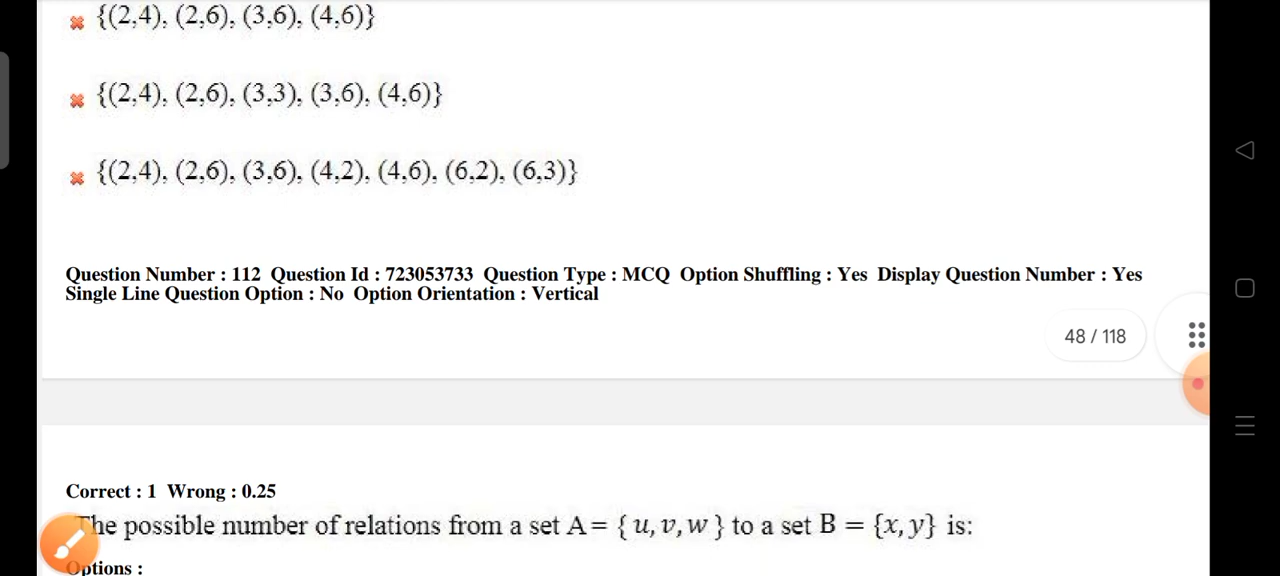 {(2,4), (2,6), (3,6), (4,6)}
{(2,4), (2,6), (3,3), (3,6), (4,6)}
{(2,4), (2,6), (3,6), (4,2), (4,6), (6,2), (6,3)}
Question Number : 112 Question Id : 723053733 Question Type : MCQ Option Shuffling : Yes Display Question Number : Yes
Single Line Question Option : No Option Orientation : Vertical
48 / 118
Correct : 1 Wrong : 0.25
The possible number of relations from a set A = { u, v, w } to a set B = {x, y} is:
Options :